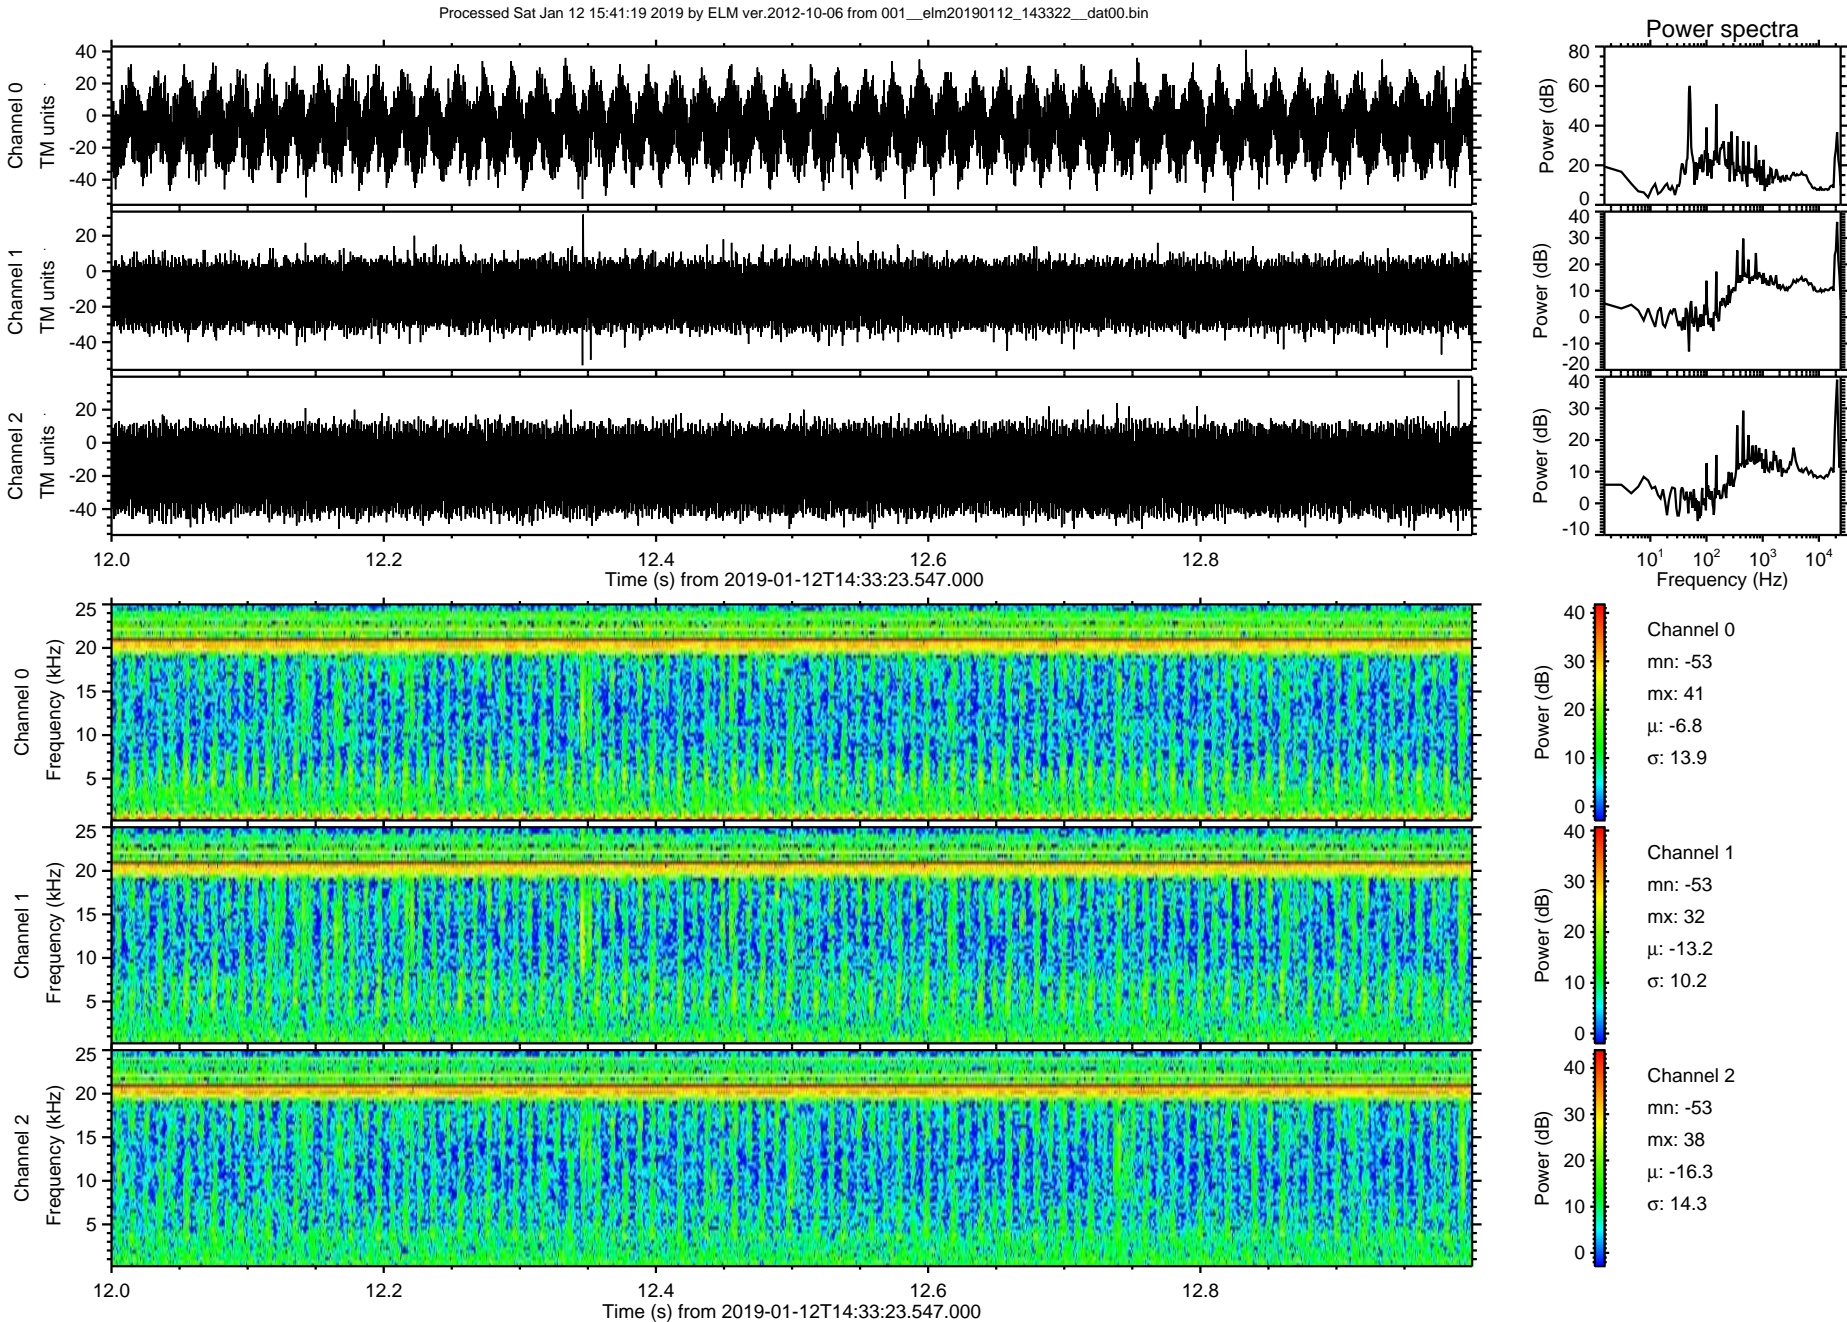 Processed Sat Jan 12 15:41:19 2019 by ELM ver.2012-10-06 from 001__elm20190112_143322__dat00.bin
Power spectra
Channel 0
TM units
40
20
0
-20
-40
Power (dB)
80
60
40
20
0
Channel 1
TM units
20
0
-20
-40
Power (dB)
40
30
20
10
0
-10
-20
Channel 2
TM units
20
0
-20
-40
Power (dB)
40
30
20
10
0
-10
12.0 12.2 12.4 12.6 12.8
Time (s) from 2019-01-12T14:33:23.547.000
10^1 10^2 10^3 10^4
Frequency (Hz)
Channel 0
Frequency (kHz)
25
20
15
10
5
Power (dB)
40
30
20
10
0
Channel 0
mn: -53
mx: 41
μ: -6.8
σ: 13.9
Channel 1
Frequency (kHz)
25
20
15
10
5
Power (dB)
40
30
20
10
0
Channel 1
mn: -53
mx: 32
μ: -13.2
σ: 10.2
Channel 2
Frequency (kHz)
25
20
15
10
5
Power (dB)
40
30
20
10
0
Channel 2
mn: -53
mx: 38
μ: -16.3
σ: 14.3
12.0 12.2 12.4 12.6 12.8
Time (s) from 2019-01-12T14:33:23.547.000